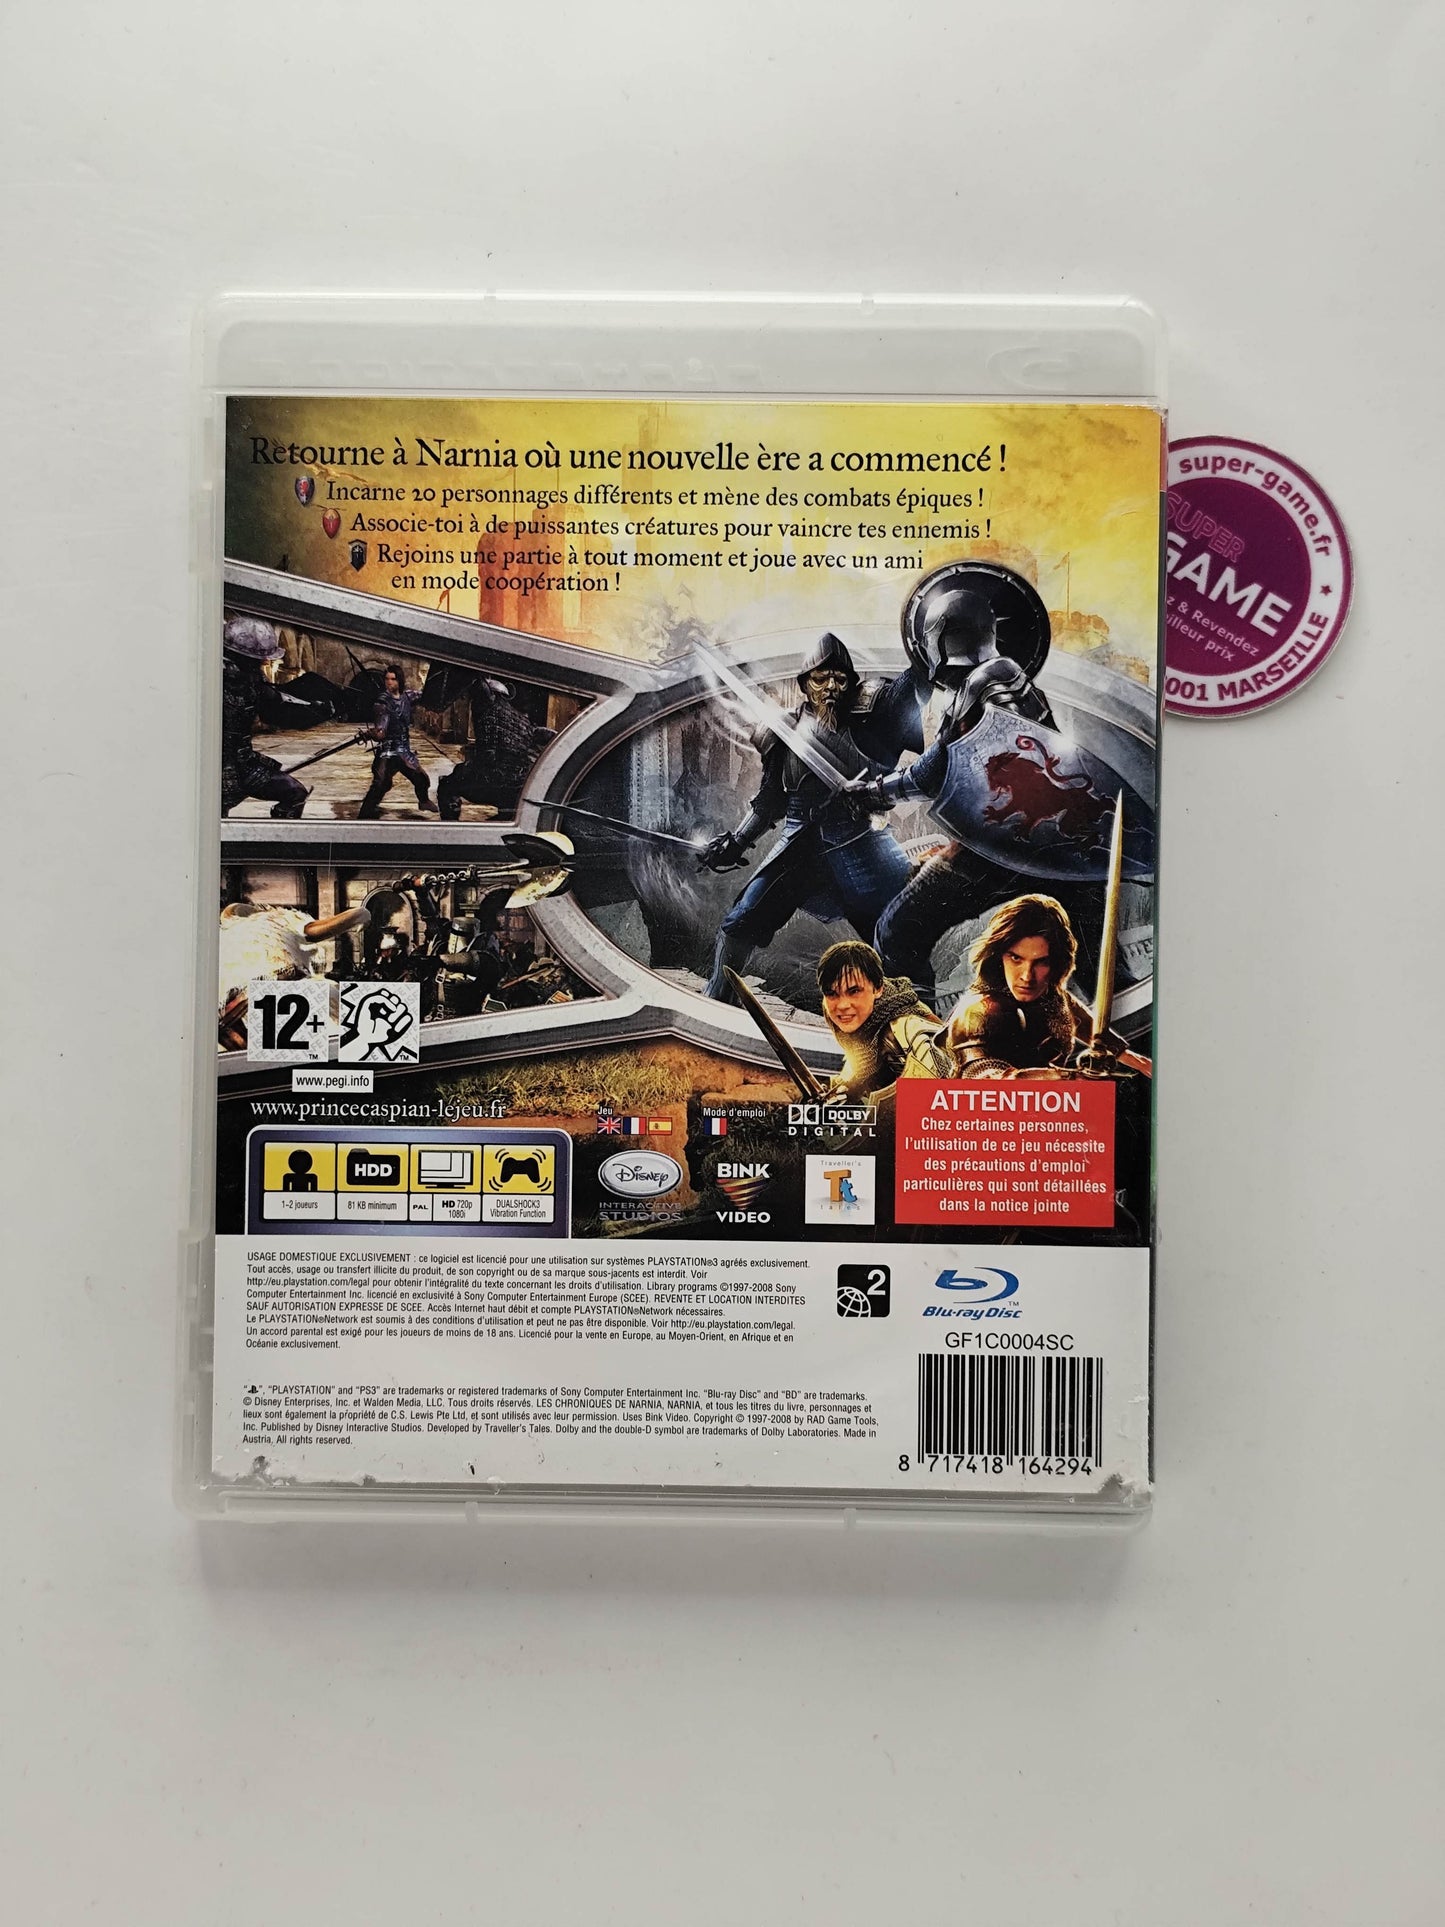 Retourne à Narnia où une nouvelle ère a commencé !
Incarne 20 personnages différents et mène des combats épiques !
Associe-toi à de puissantes créatures pour vaincre tes ennemis !
Rejoins une partie à tout moment et joue avec un ami
en mode coopération !
super-game.fr
SUPER
GAME
z & Revendez
illeur prix
001 MARSEILLE ★
12+
TM
TM
www.pegi.info
www.princecaspian-lejeu.fr
Jeu
Mode d'emploi
DOLBY
DIGITAL
ATTENTION
Chez certaines personnes,
l'utilisation de ce jeu nécessite
des précautions d'emploi
particulières qui sont détaillées
dans la notice jointe
HDD
1-2 joueurs
81 KB minimum
PAL
HD 720p
1080i
DUALSHOCK3
Vibration Function
Disney
INTERACTIVE
STUDIOS
BINK
VIDEO
Traveller's
Tt
tales
USAGE DOMESTIQUE EXCLUSIVEMENT : ce logiciel est licencié pour une utilisation sur systèmes PLAYSTATION®3 agréés exclusivement.
Tout accès, usage ou transfert illicite du produit, de son copyright ou de sa marque sous-jacents est interdit. Voir
http://eu.playstation.com/legal pour obtenir l'intégralité du texte concernant les droits d'utilisation. Library programs ©1997-2008 Sony
Computer Entertainment Inc. licencié en exclusivité à Sony Computer Entertainment Europe (SCEE). REVENTE ET LOCATION INTERDITES
SAUF AUTORISATION EXPRESSE DE SCEE. Accès Internet haut débit et compte PLAYSTATION®Network nécessaires.
Le PLAYSTATION®Network est soumis à des conditions d'utilisation et peut ne pas être disponible. Voir http://eu.playstation.com/legal.
Un accord parental est exigé pour les joueurs de moins de 18 ans. Licencié pour la vente en Europe, au Moyen-Orient, en Afrique et en
Océanie exclusivement.
2
Blu-ray Disc
TM
GF1C0004SC
"", "PLAYSTATION" and "PS3" are trademarks or registered trademarks of Sony Computer Entertainment Inc. "Blu-ray Disc" and "BD" are trademarks.
© Disney Enterprises, Inc. et Walden Media, LLC. Tous droits réservés. LES CHRONIQUES DE NARNIA, NARNIA, et tous les titres du livre, personnages et
lieux sont également la propriété de C.S. Lewis Pte Ltd, et sont utilisés avec leur permission. Uses Bink Video. Copyright © 1997-2008 by RAD Game Tools,
Inc. Published by Disney Interactive Studios. Developed by Traveller's Tales. Dolby and the double-D symbol are trademarks of Dolby Laboratories. Made in
Austria. All rights reserved.
8 717418 164294